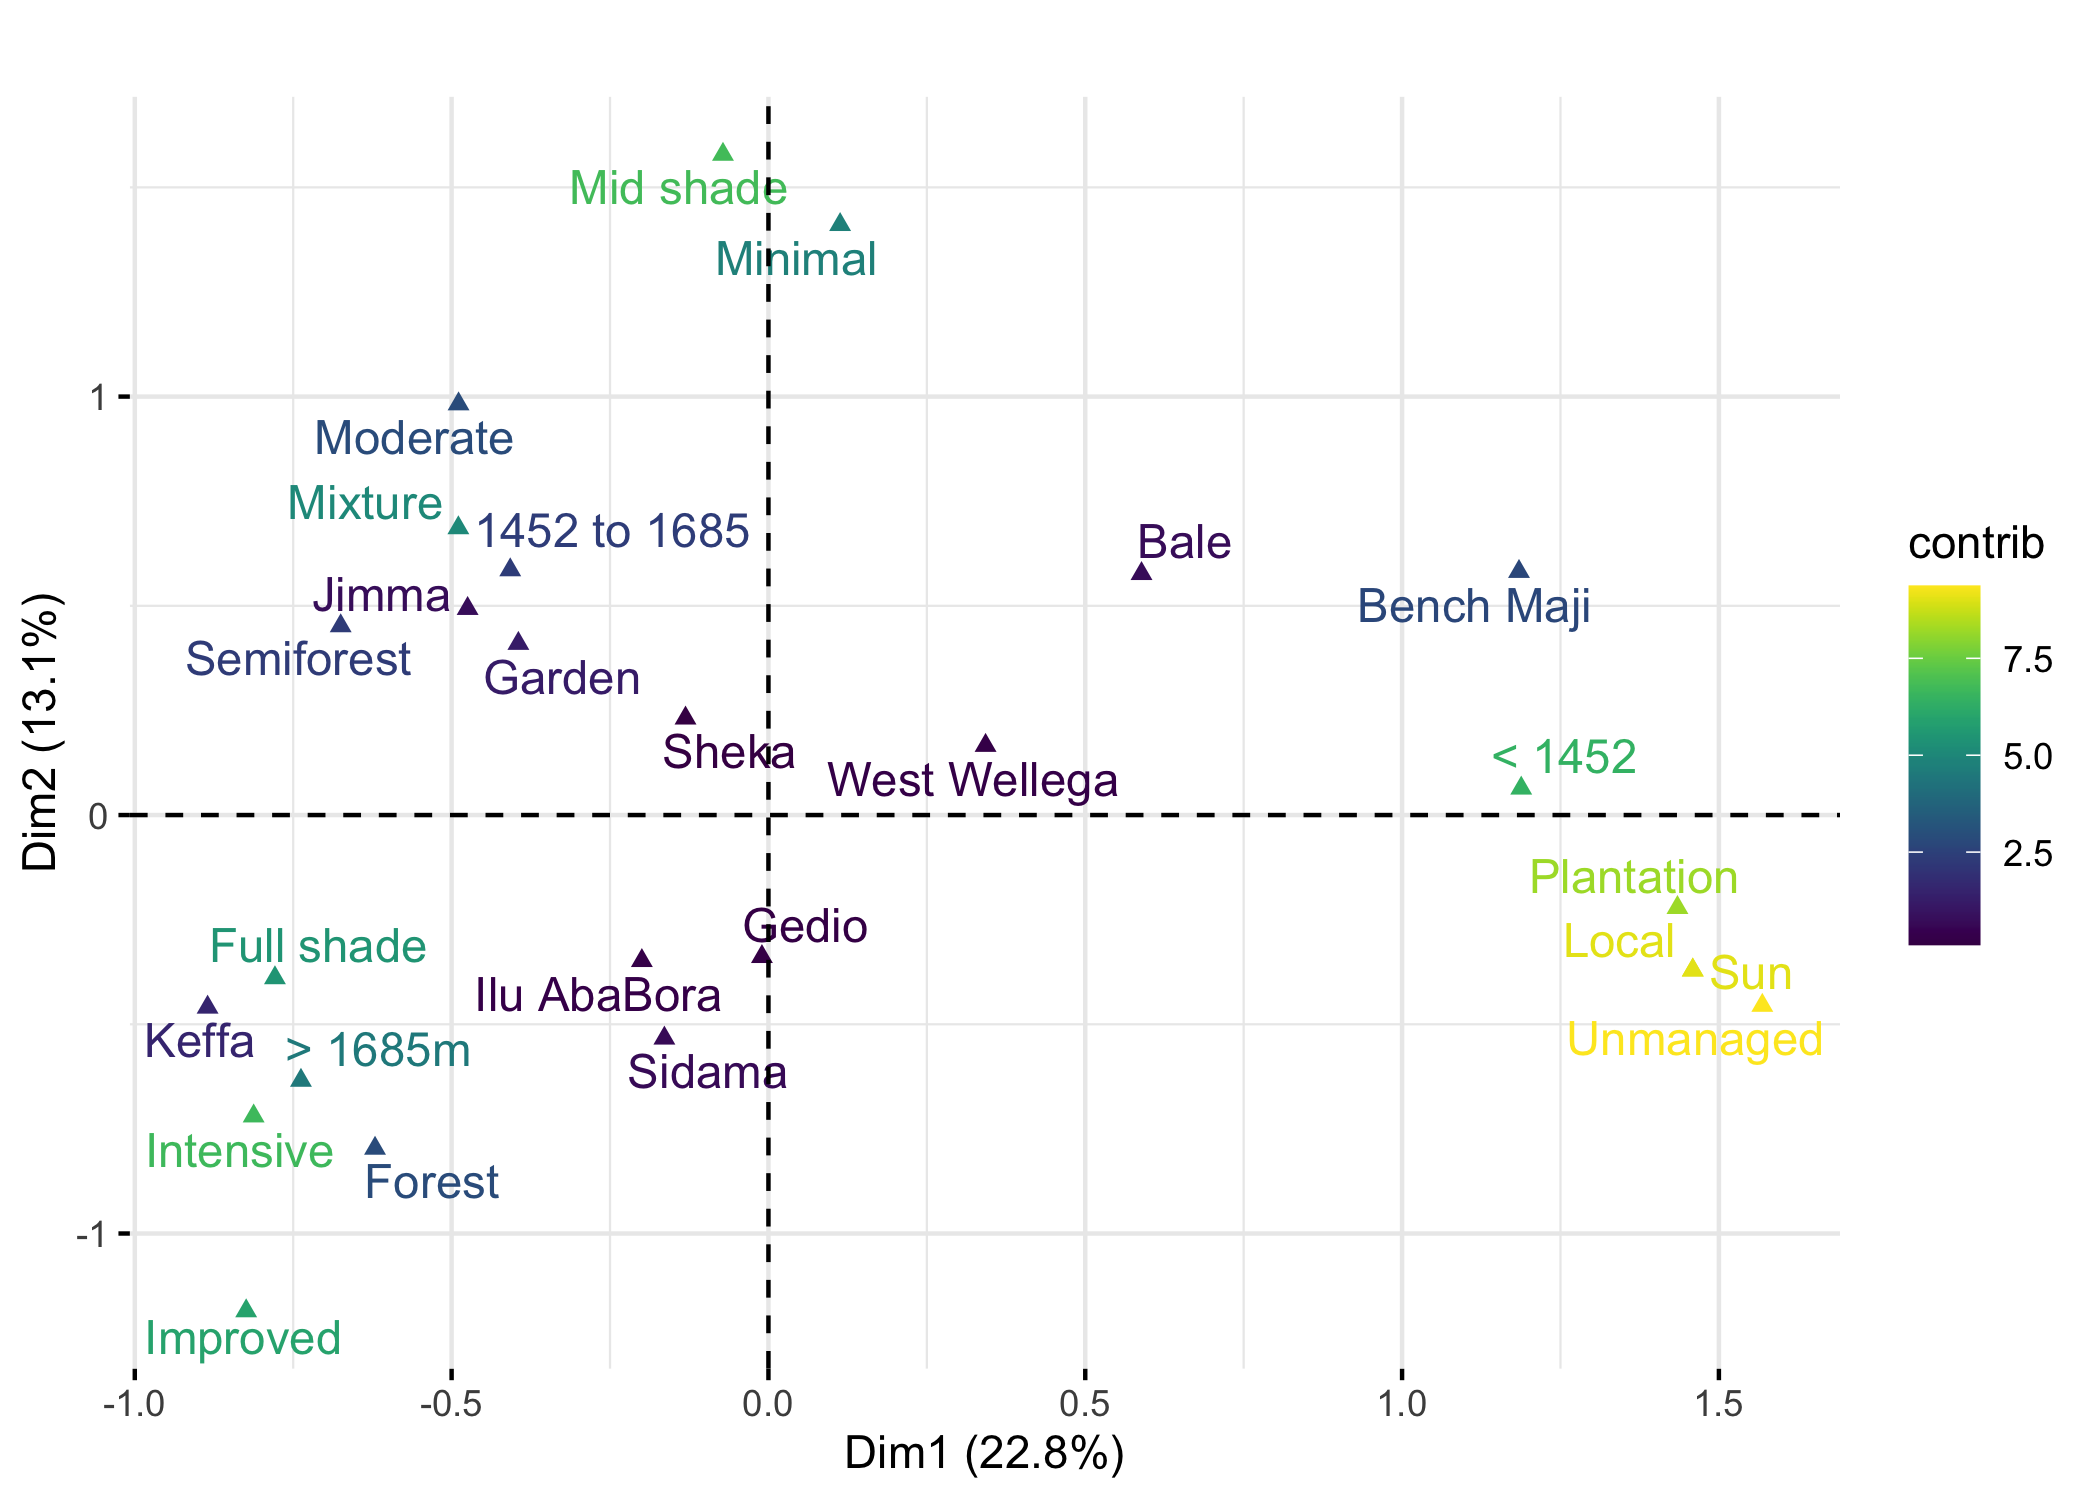 Mid shade
Minimal
1
Moderate
Mixture
1452 to 1685
Bale
contrib
Jimma
Bench Maji
Semiforest
Garden
7.5
Sheka
West Wellega
< 1452
5.0
Dim2 (13.1%)
0
2.5
Plantation
Gedio
Full shade
Local
Sun
Ilu AbaBora
Keffa
> 1685m
Unmanaged
Sidama
Intensive
Forest
-1
Improved
-1.0 -0.5 0.0 0.5 1.0 1.5
Dim1 (22.8%)